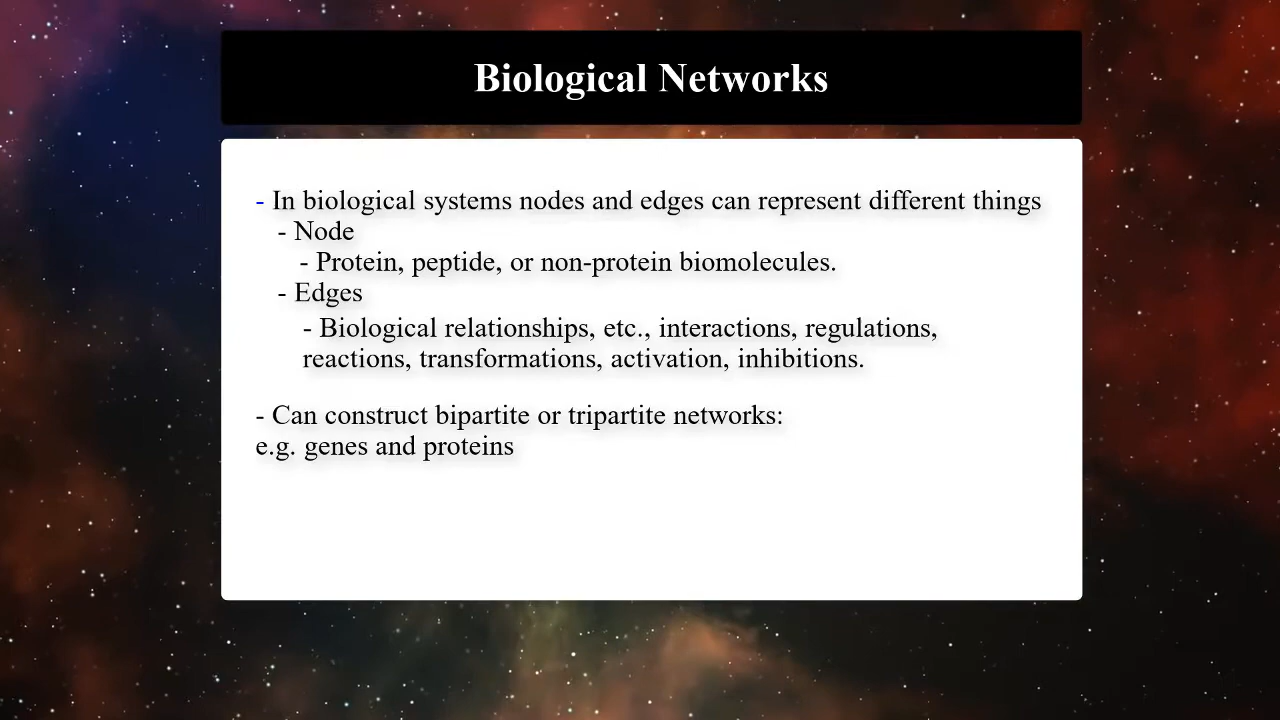 Biological Networks
- In biological systems nodes and edges can represent different things
- Node
- Protein, peptide, or non-protein biomolecules.
- Edges
- Biological relationships, etc., interactions, regulations,
reactions, transformations, activation, inhibitions.
- Can construct bipartite or tripartite networks:
e.g. genes and proteins